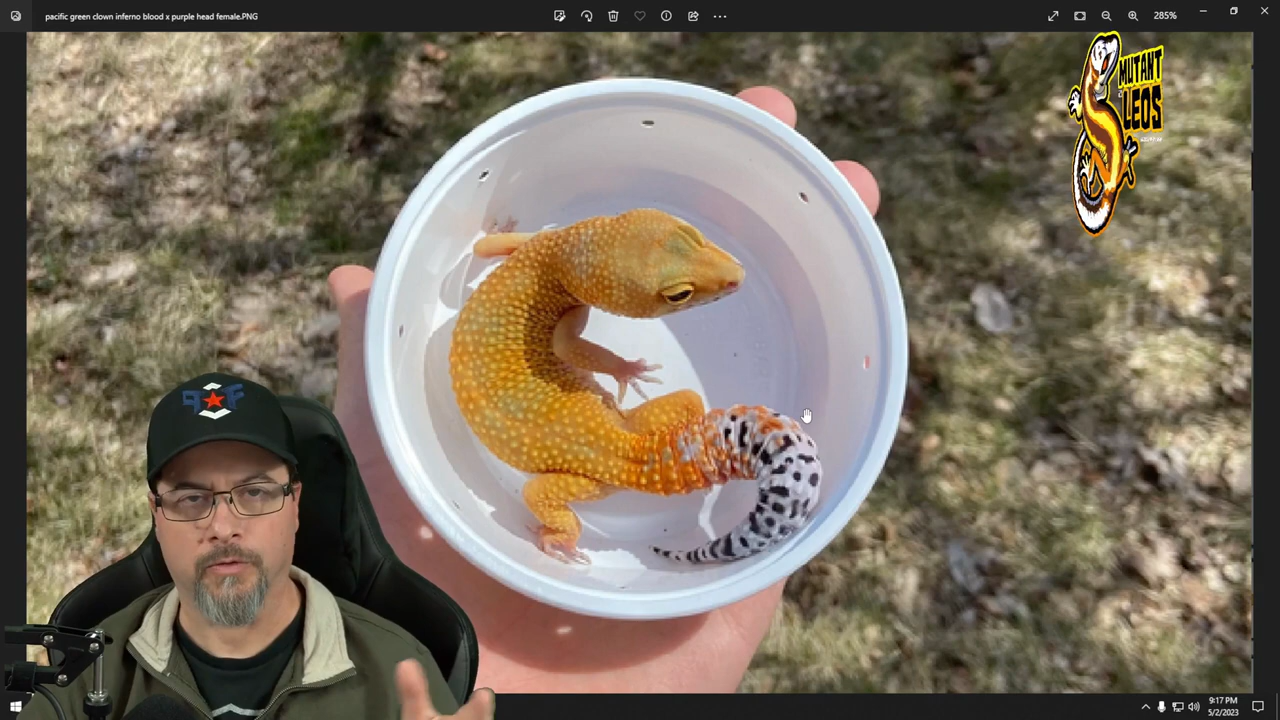 pacific green clown inferno blood x purple head female.PNG
285%
MUTANT
LEOS
9:17 PM
5/2/2023